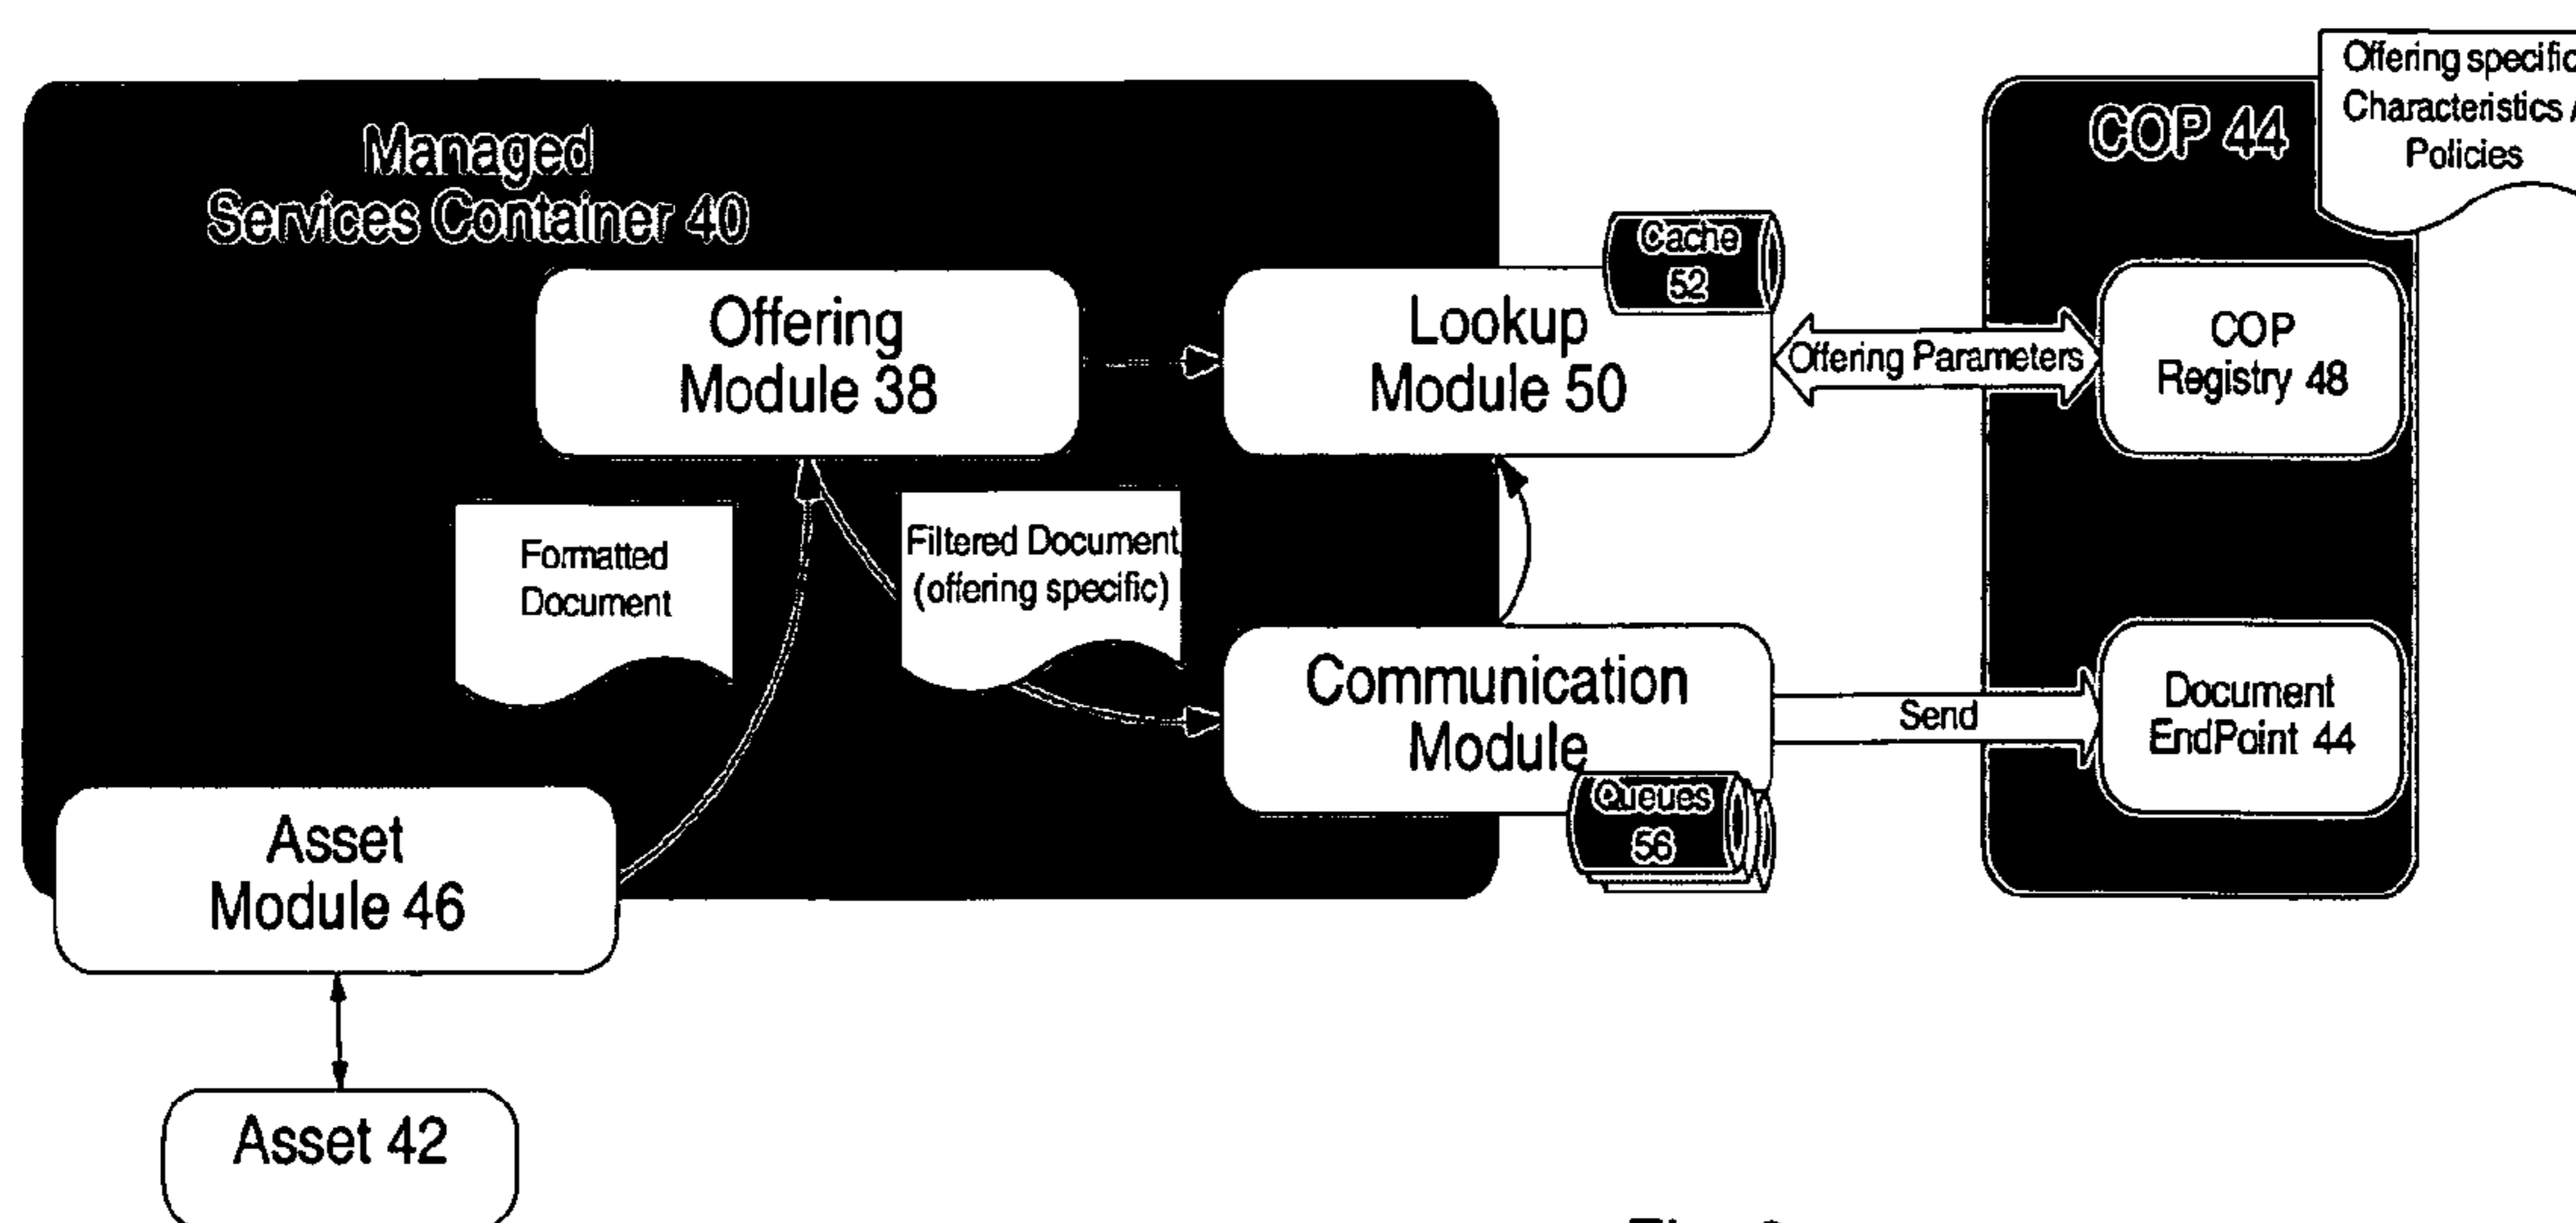 Offering specific
Characteristics /
Policies
Managed
Services Container 40
COP 44
Cache
52
Offering
Module 38
Lookup
Module 50
Offering Parameters
COP
Registry 48
Formatted
Document
Filtered Document
(offering specific)
Communication
Module
Send
Document
EndPoint 44
Queues
56
Asset
Module 46
Asset 42